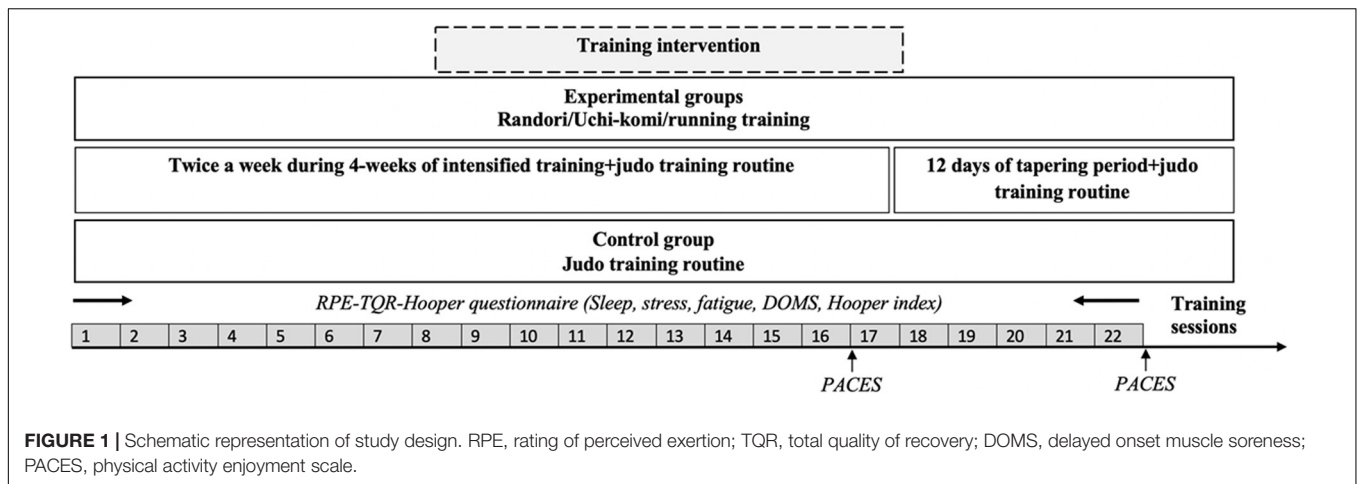 Training intervention
Experimental groups
Randori/Uchi-komi/running training
Twice a week during 4-weeks of intensified training+judo training routine
12 days of tapering period+judo
training routine
Control group
Judo training routine
RPE-TQR-Hooper questionnaire (Sleep, stress, fatigue, DOMS, Hooper index)
Training
sessions
1 2 3 4 5 6 7 8 9 10 11 12 13 14 15 16 17 18 19 20 21 22
PACES PACES
FIGURE 1 | Schematic representation of study design. RPE, rating of perceived exertion; TQR, total quality of recovery; DOMS, delayed onset muscle soreness;
PACES, physical activity enjoyment scale.